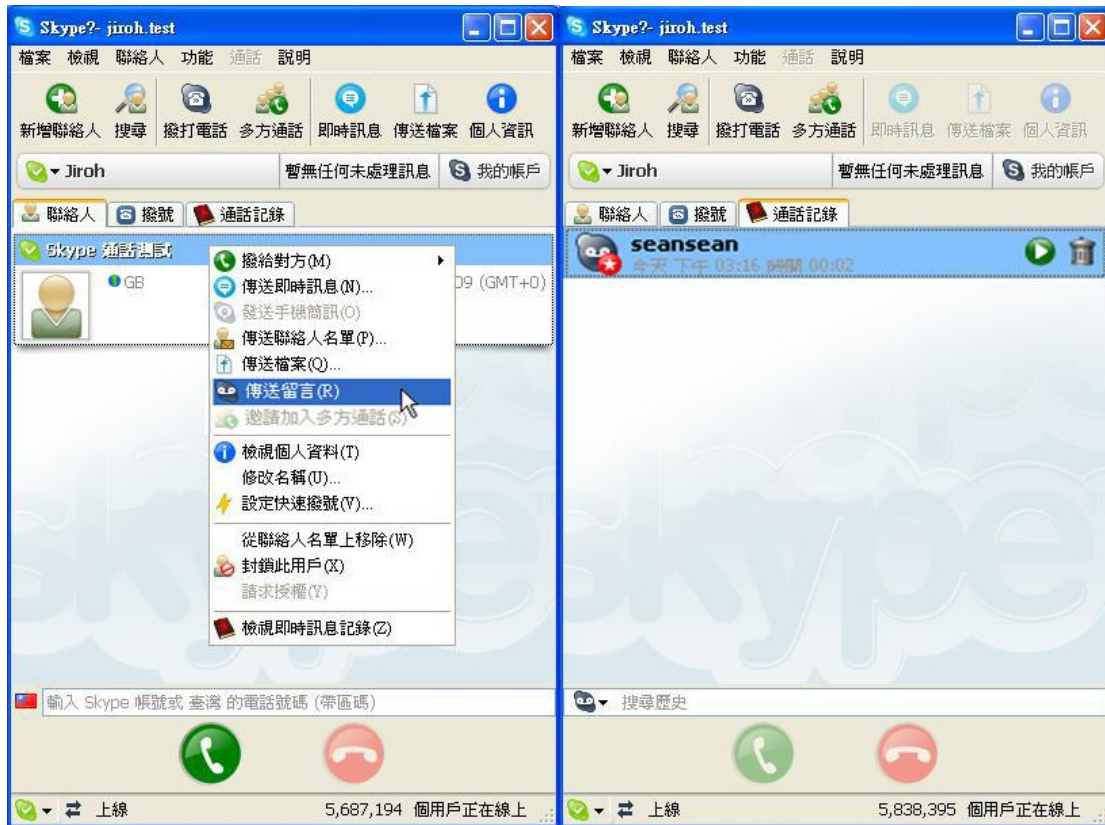 Skype?- jiroh.test
檔案 檢視 聯絡人 功能 通話 說明
新增聯絡人 搜尋 撥打電話 多方通話 即時訊息 傳送檔案 個人資訊
Jiroh 暫無任何未處理訊息 我的帳戶
聯絡人 撥號 通話記錄
Skype 通話測試
GB 09 (GMT+0)
撥給對方(M)
傳送即時訊息(N)...
發送手機簡訊(O)
傳送聯絡人名單(P)...
傳送檔案(Q)...
傳送留言(R)
邀請加入多方通話(S)
檢視個人資料(T)
修改名稱(U)...
設定快速撥號(V)...
從聯絡人名單上移除(W)
封鎖此用戶(X)
請求授權(Y)
檢視即時訊息記錄(Z)
輸入 Skype 帳號或 臺灣 的電話號碼 (帶區碼)
上線 5,687,194 個用戶正在線上
Skype?- jiroh.test
檔案 檢視 聯絡人 功能 通話 說明
新增聯絡人 搜尋 撥打電話 多方通話 即時訊息 傳送檔案 個人資訊
Jiroh 暫無任何未處理訊息 我的帳戶
聯絡人 撥號 通話記錄
seansean
今天 下午 03:16 時間 00:02
skype
搜尋歷史
上線 5,838,395 個用戶正在線上